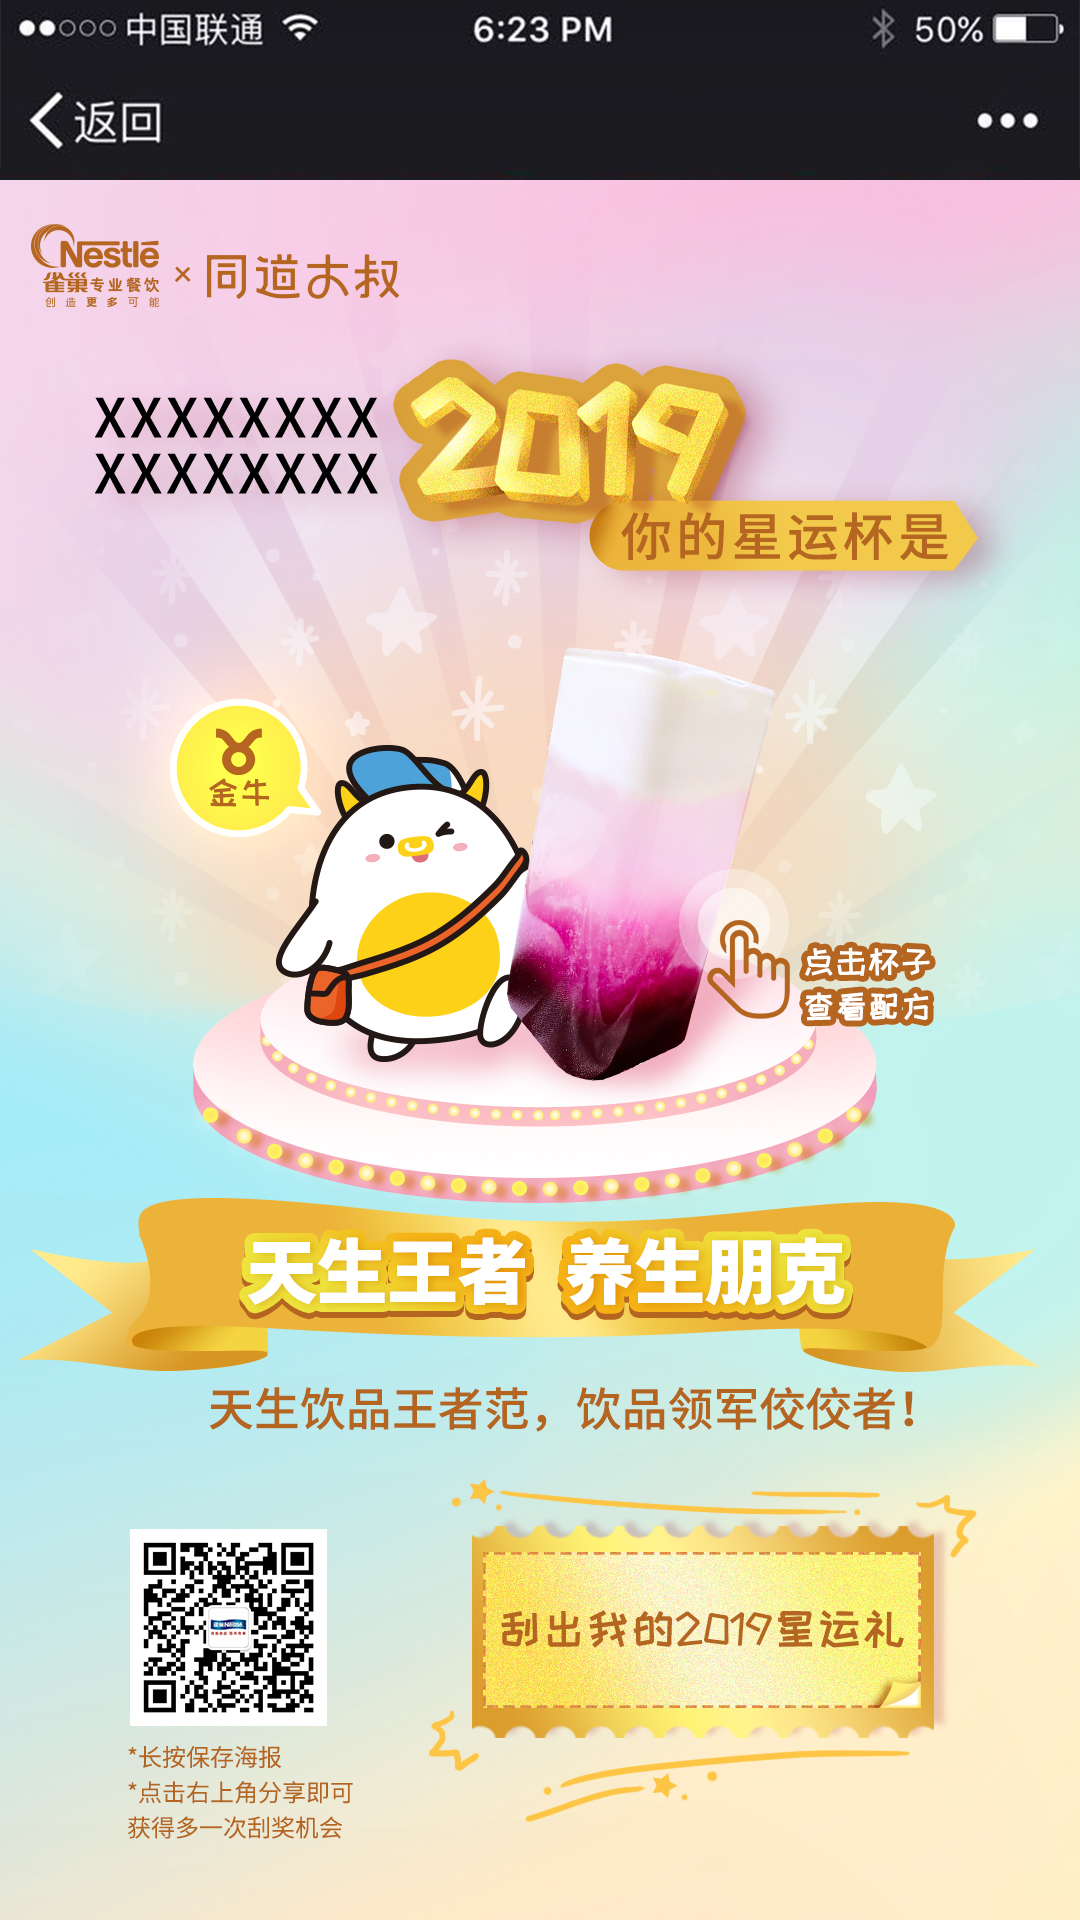 中国联通
6:23 PM
50%
返回
Nestlé
雀巢专业餐饮
创造更多可能
×
同道大叔
XXXXXXXX
XXXXXXXX
2019
你的星运杯是
金牛
点击杯子
查看配方
天生王者 养生朋克
天生饮品王者范，饮品领军佼佼者！
刮出我的2019星运礼
*长按保存海报
*点击右上角分享即可
获得多一次刮奖机会